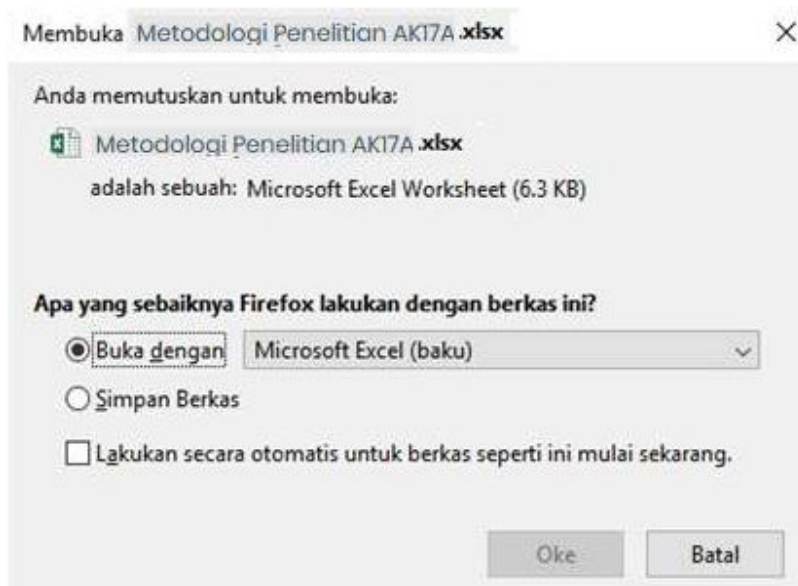 Membuka Metodologi Penelitian AK17A.xlsx
Anda memutuskan untuk membuka:
Metodologi Penelitian AK17A.xlsx
adalah sebuah: Microsoft Excel Worksheet (6.3 KB)
Apa yang sebaiknya Firefox lakukan dengan berkas ini?
Buka dengan Microsoft Excel (baku)
Simpan Berkas
Lakukan secara otomatis untuk berkas seperti ini mulai sekarang.
Oke Batal